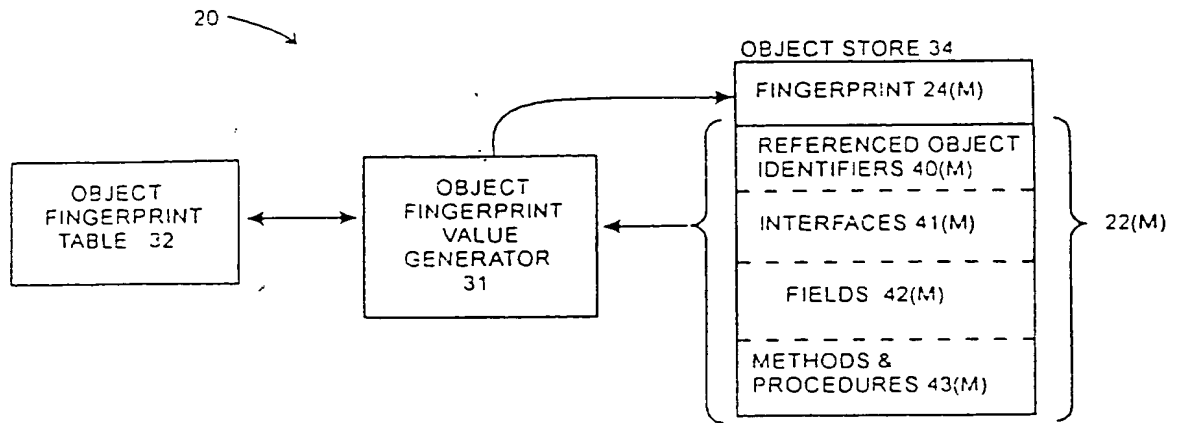 20
OBJECT STORE 34
FINGERPRINT 24(M)
REFERENCED OBJECT
IDENTIFIERS 40(M)
INTERFACES 41(M)
FIELDS 42(M)
METHODS &
PROCEDURES 43(M)
22(M)
OBJECT
FINGERPRINT
VALUE
GENERATOR
31
OBJECT
FINGERPRINT
TABLE 32